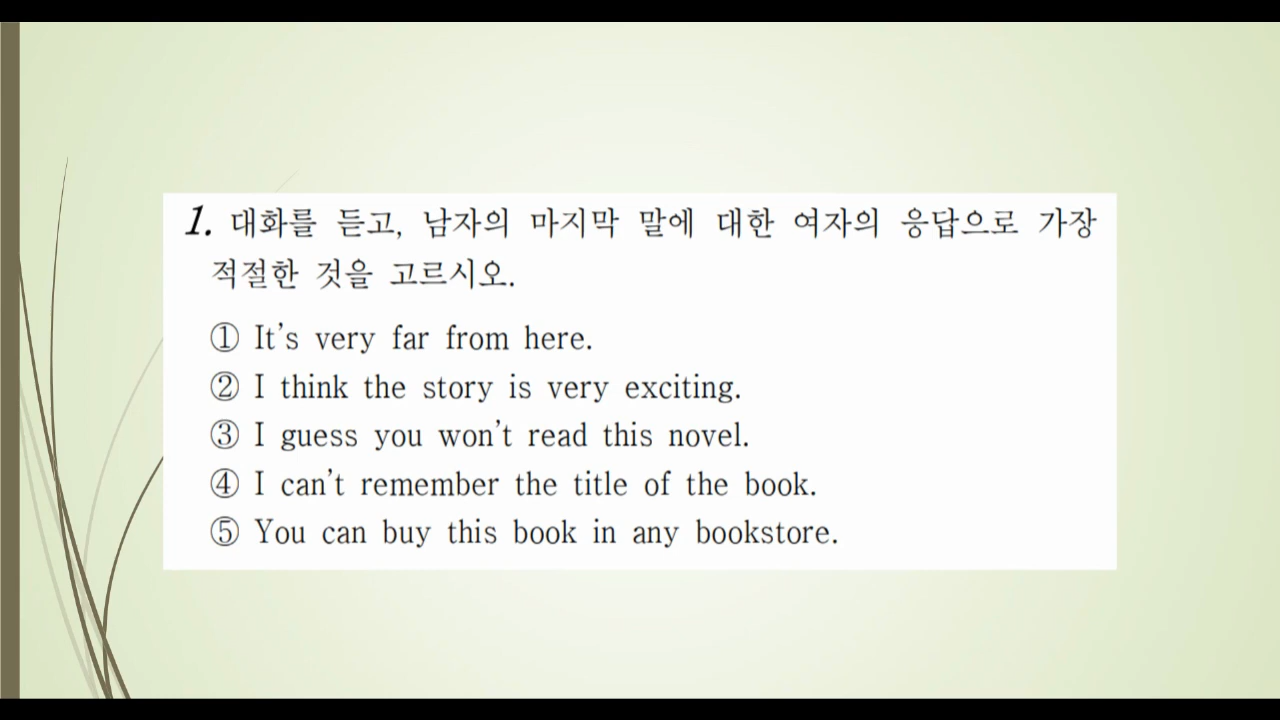 1. 대화를 듣고, 남자의 마지막 말에 대한 여자의 응답으로 가장
적절한 것을 고르시오.
① It's very far from here.
② I think the story is very exciting.
③ I guess you won't read this novel.
④ I can't remember the title of the book.
⑤ You can buy this book in any bookstore.